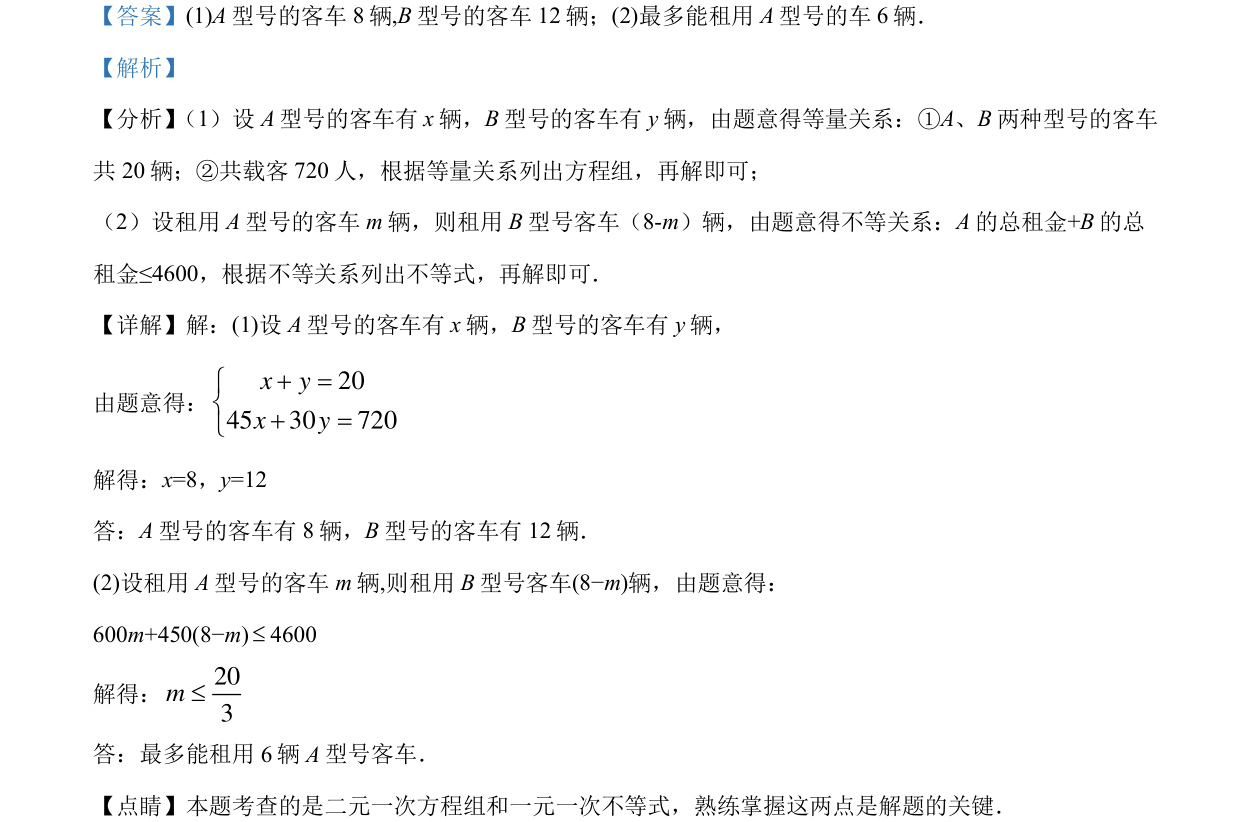 【答案】(1)A 型号的客车 8 辆,B 型号的客车 12 辆；(2)最多能租用 A 型号的车 6 辆．
【解析】
【分析】（1）设 A 型号的客车有 x 辆，B 型号的客车有 y 辆，由题意得等量关系：①A、B 两种型号的客车
共 20 辆；②共载客 720 人，根据等量关系列出方程组，再解即可；
（2）设租用 A 型号的客车 m 辆，则租用 B 型号客车（8-m）辆，由题意得不等关系：A 的总租金+B 的总
租金≤4600，根据不等关系列出不等式，再解即可．
【详解】解：(1)设 A 型号的客车有 x 辆，B 型号的客车有 y 辆，
由题意得：{ x + y = 20
45x + 30y = 720
解得：x=8，y=12
答：A 型号的客车有 8 辆，B 型号的客车有 12 辆．
(2)设租用 A 型号的客车 m 辆,则租用 B 型号客车(8−m)辆，由题意得：
600m+450(8−m) ≤ 4600
解得：m ≤ 20/3
答：最多能租用 6 辆 A 型号客车．
【点睛】本题考查的是二元一次方程组和一元一次不等式，熟练掌握这两点是解题的关键．